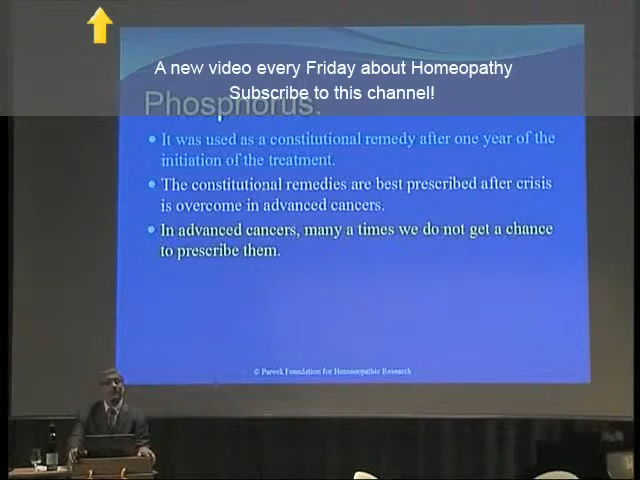 A new video every Friday about Homeopathy
Subscribe to this channel!
Phosphorus.
It was used as a constitutional remedy after one year of the
initiation of the treatment.
The constitutional remedies are best prescribed after crisis
is overcome in advanced cancers.
In advanced cancers, many a times we do not get a chance
to prescribe them.
© Pareek Foundation for Homoeopathic Research